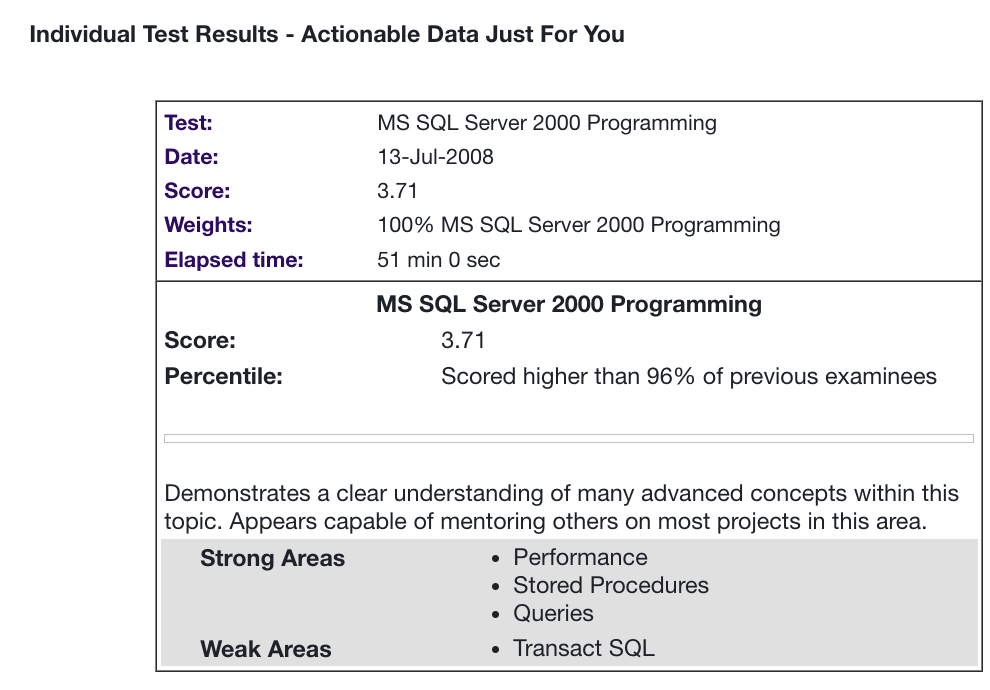 Individual Test Results - Actionable Data Just For You
Test: MS SQL Server 2000 Programming
Date: 13-Jul-2008
Score: 3.71
Weights: 100% MS SQL Server 2000 Programming
Elapsed time: 51 min 0 sec
MS SQL Server 2000 Programming
Score: 3.71
Percentile: Scored higher than 96% of previous examinees
Demonstrates a clear understanding of many advanced concepts within this
topic. Appears capable of mentoring others on most projects in this area.
Strong Areas • Performance
• Stored Procedures
• Queries
Weak Areas • Transact SQL